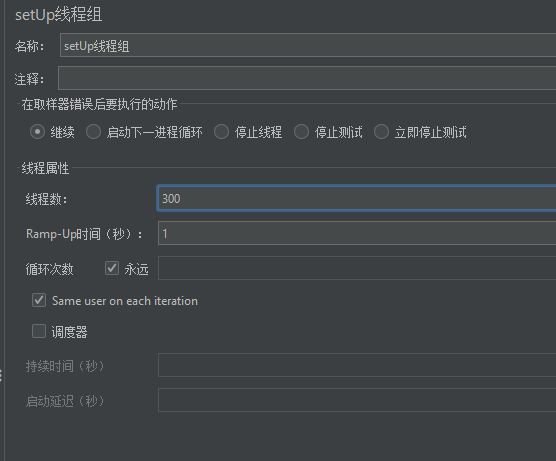 setUp线程组
名称： setUp线程组
注释：
在取样器错误后要执行的动作
继续 启动下一进程循环 停止线程 停止测试 立即停止测试
线程属性
线程数： 300
Ramp-Up时间（秒）： 1
循环次数 永远
Same user on each iteration
调度器
持续时间（秒）
启动延迟（秒）